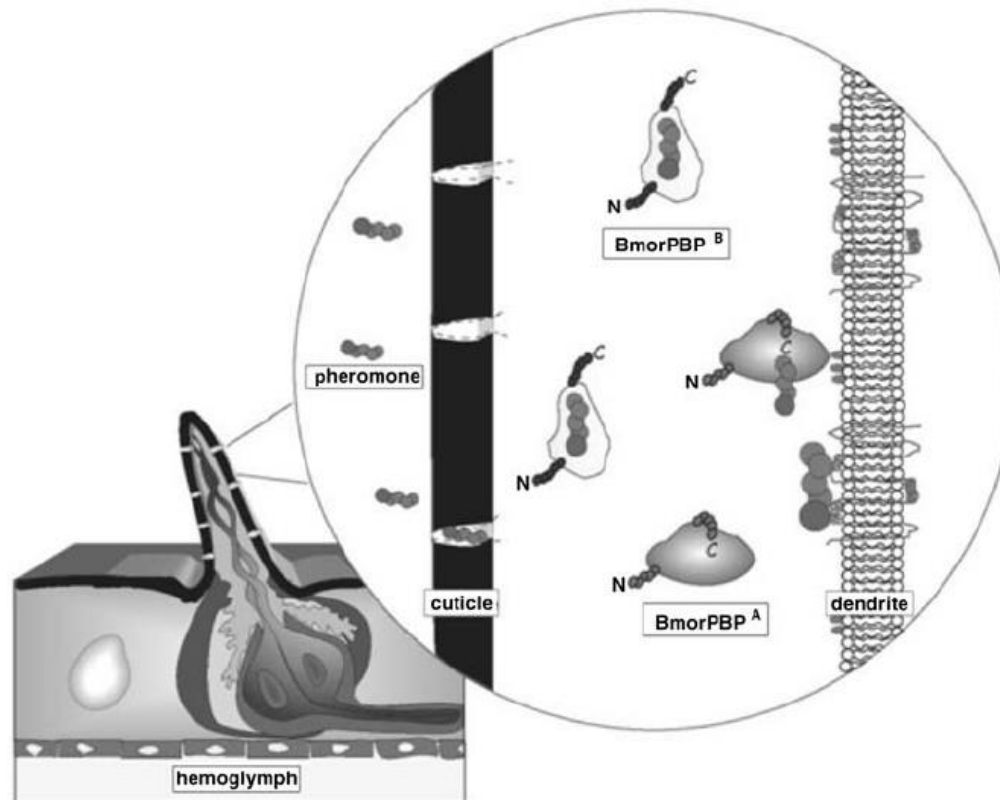 C
N
BmorPBP B
C
N
C
pheromone
C
N
N
C
cuticle
BmorPBP A
dendrite
hemoglymph